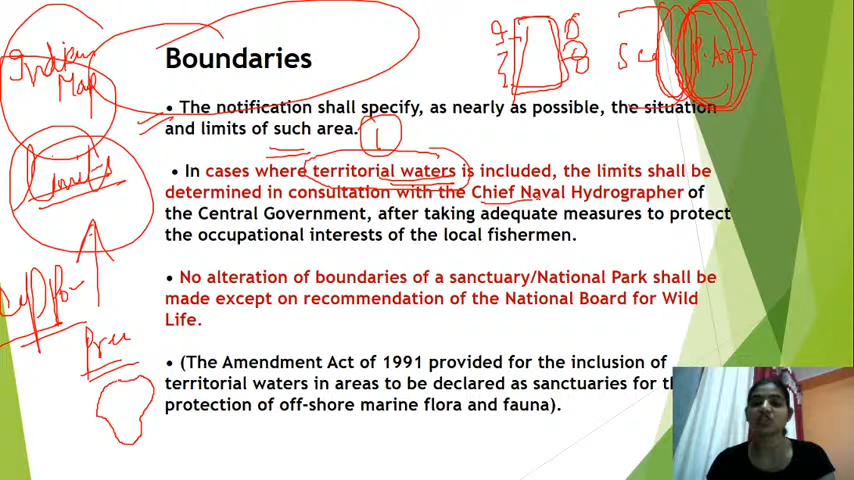 Boundaries
• The notification shall specify, as nearly as possible, the situation
and limits of such area.
• In cases where territorial waters is included, the limits shall be
determined in consultation with the Chief Naval Hydrographer of
the Central Government, after taking adequate measures to protect
the occupational interests of the local fishermen.
• No alteration of boundaries of a sanctuary/National Park shall be
made except on recommendation of the National Board for Wild
Life.
• (The Amendment Act of 1991 provided for the inclusion of
territorial waters in areas to be declared as sanctuaries for th
protection of off-shore marine flora and fauna).
Indian
Map
Limits